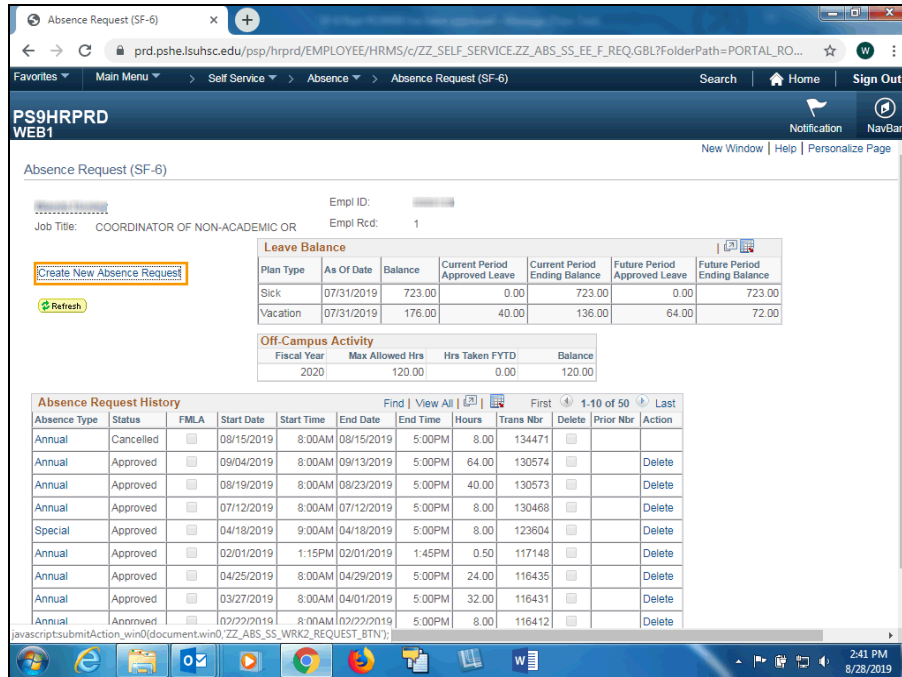 Absence Request (SF-6)
prd.pshe.lsuhsc.edu/psp/hrprd/EMPLOYEE/HRMS/c/ZZ_SELF_SERVICE.ZZ_ABS_SS_EE_F_REQ.GBL?FolderPath=PORTAL_RO... W
Favorites Main Menu > Self Service > Absence > Absence Request (SF-6) Search Home Sign Out
PS9HRPRD
WEB1
Notification NavBar
New Window | Help | Personalize Page
Absence Request (SF-6)
Empl ID:
Job Title: COORDINATOR OF NON-ACADEMIC OR Empl Rcd: 1
Create New Absence Request
Refresh
Leave Balance
Plan Type As Of Date Balance Current Period Approved Leave Current Period Ending Balance Future Period Approved Leave Future Period Ending Balance
Sick 07/31/2019 723.00 0.00 723.00 0.00 723.00
Vacation 07/31/2019 176.00 40.00 136.00 64.00 72.00
Off-Campus Activity
Fiscal Year Max Allowed Hrs Hrs Taken FYTD Balance
2020 120.00 0.00 120.00
Absence Request History Find | View All | First 1-10 of 50 Last
Absence Type Status FMLA Start Date Start Time End Date End Time Hours Trans Nbr Delete Prior Nbr Action
Annual Cancelled 08/15/2019 8:00AM 08/15/2019 5:00PM 8.00 134471
Annual Approved 09/04/2019 8:00AM 09/13/2019 5:00PM 64.00 130574 Delete
Annual Approved 08/19/2019 8:00AM 08/23/2019 5:00PM 40.00 130573 Delete
Annual Approved 07/12/2019 8:00AM 07/12/2019 5:00PM 8.00 130468 Delete
Special Approved 04/18/2019 9:00AM 04/18/2019 5:00PM 8.00 123604 Delete
Annual Approved 02/01/2019 1:15PM 02/01/2019 1:45PM 0.50 117148 Delete
Annual Approved 04/25/2019 8:00AM 04/29/2019 5:00PM 24.00 116435 Delete
Annual Approved 03/27/2019 8:00AM 04/01/2019 5:00PM 32.00 116431 Delete
Annual Approved 02/22/2019 8:00AM 02/22/2019 5:00PM 8.00 116412 Delete
javascript:submitAction_win0(document.win0,'ZZ_ABS_SS_WRK2_REQUEST_BTN');
2:41 PM
8/28/2019